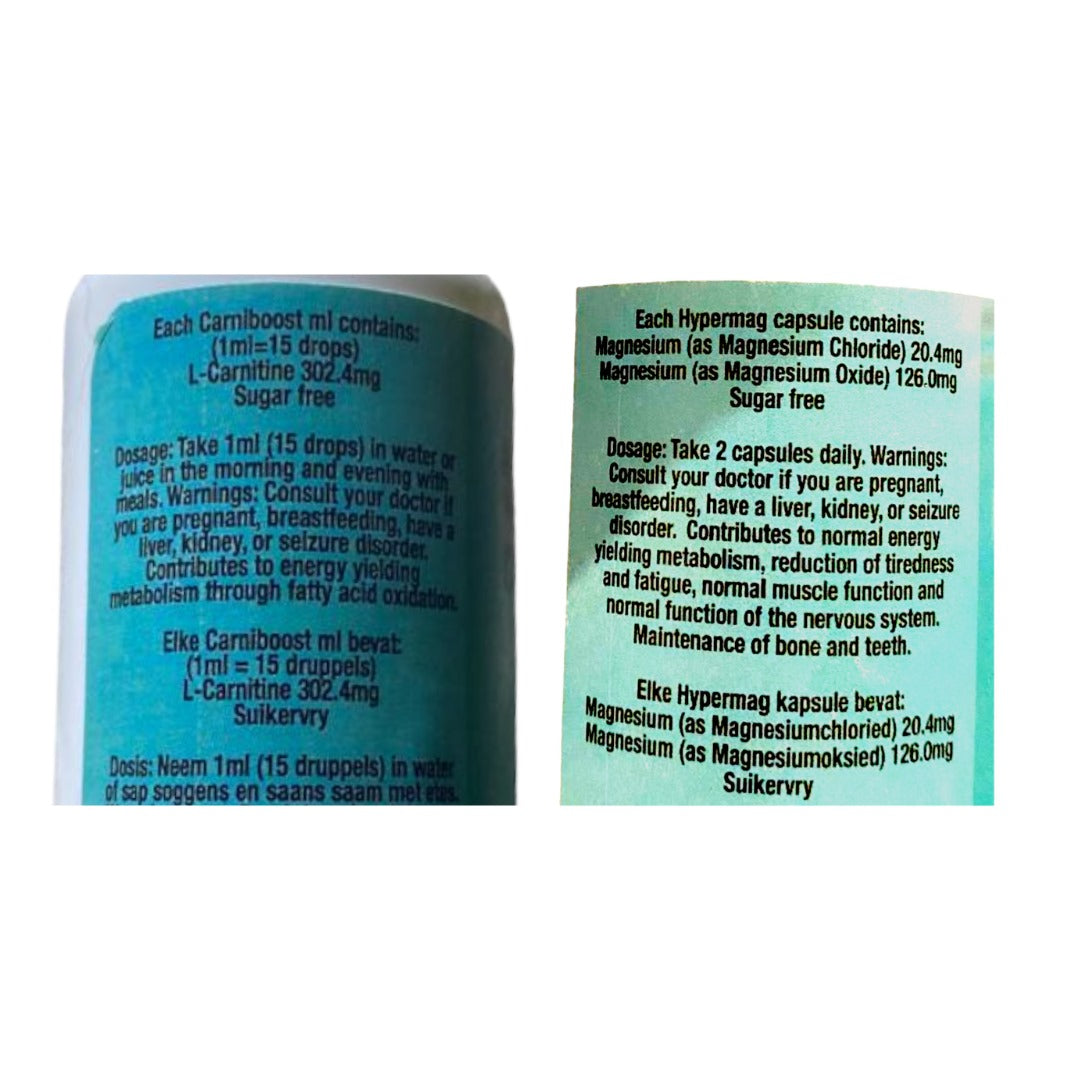 Each Carniboost ml contains:
(1ml=15 drops)
L-Carnitine 302.4mg
Sugar free
Dosage: Take 1ml (15 drops) in water or
juice in the morning and evening with
meals. Warnings: Consult your doctor if
you are pregnant, breastfeeding, have a
liver, kidney, or seizure disorder.
Contributes to energy yielding
metabolism through fatty acid oxidation.
Elke Carniboost ml bevat:
(1ml = 15 druppels)
L-Carnitine 302.4mg
Suikervry
Dosis: Neem 1ml (15 druppels) in water
of sap soggens en saans saam met etes.
Each Hypermag capsule contains:
Magnesium (as Magnesium Chloride) 20.4mg
Magnesium (as Magnesium Oxide) 126.0mg
Sugar free
Dosage: Take 2 capsules daily. Warnings:
Consult your doctor if you are pregnant,
breastfeeding, have a liver, kidney, or seizure
disorder. Contributes to normal energy
yielding metabolism, reduction of tiredness
and fatigue, normal muscle function and
normal function of the nervous system.
Maintenance of bone and teeth.
Elke Hypermag kapsule bevat:
Magnesium (as Magnesiumchloried) 20.4mg
Magnesium (as Magnesiumoksied) 126.0mg
Suikervry